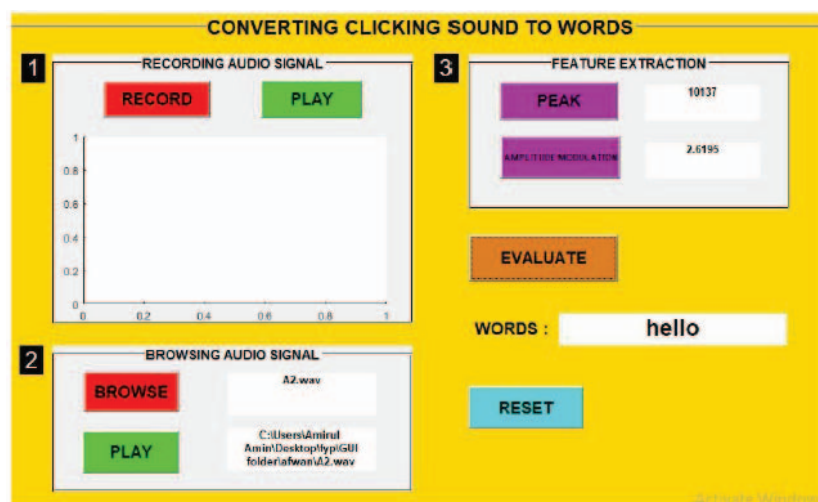 CONVERTING CLICKING SOUND TO WORDS
1
RECORDING AUDIO SIGNAL
RECORD
PLAY
1
0.8
0.6
0.4
0.2
0
0
0.2
0.4
0.6
0.8
1
2
BROWSING AUDIO SIGNAL
BROWSE
A2.wav
PLAY
C:\Users\Amirul
Amin\Desktop\fyp\GUI
folder\afwan\A2.wav
3
FEATURE EXTRACTION
PEAK
10137
AMPLITUDE MODULATION
2.6195
EVALUATE
WORDS :
hello
RESET
Activate Windows